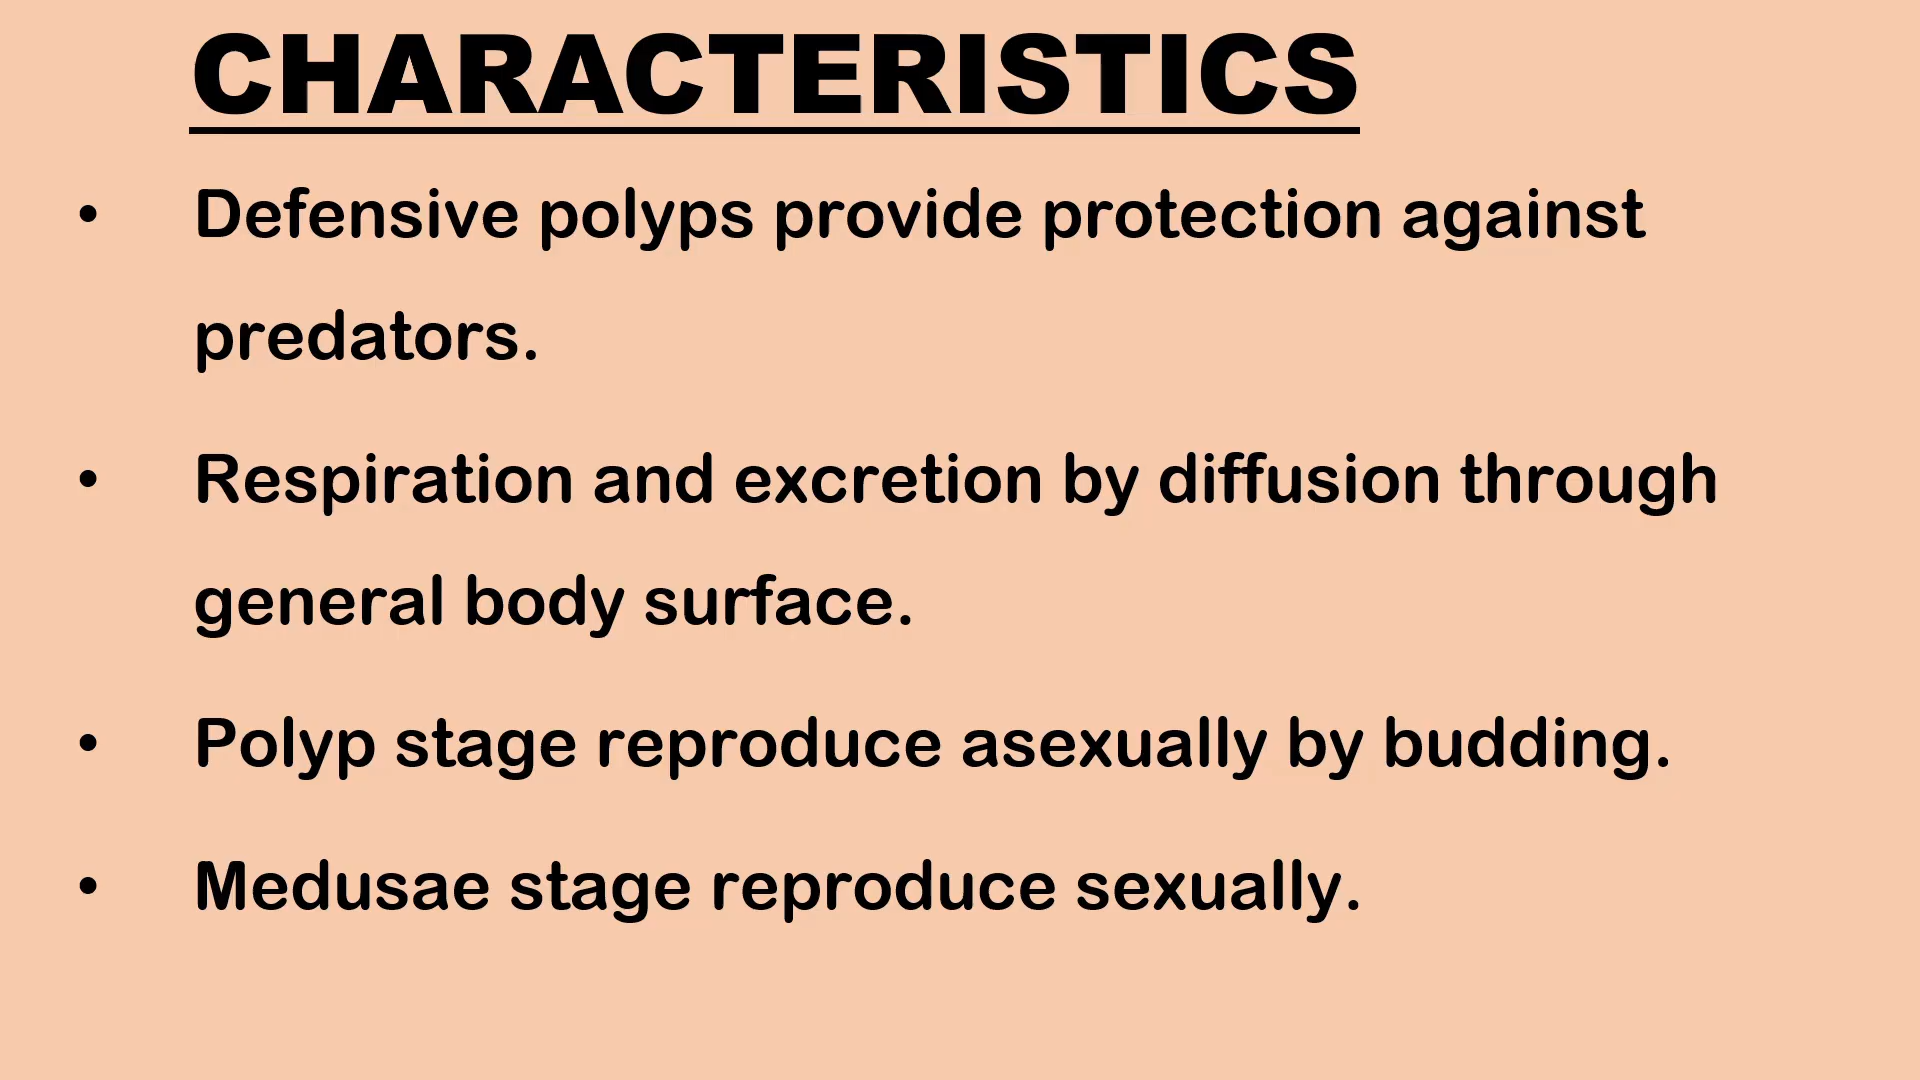 CHARACTERISTICS
• Defensive polyps provide protection against
predators.
• Respiration and excretion by diffusion through
general body surface.
• Polyp stage reproduce asexually by budding.
• Medusae stage reproduce sexually.